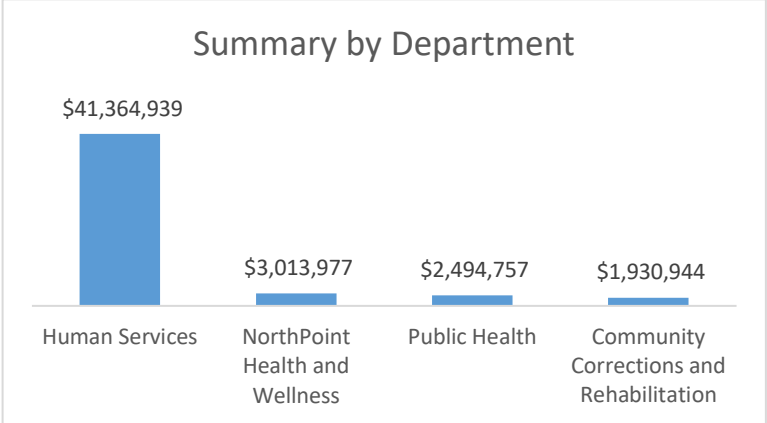 Summary by Department
$41,364,939
$3,013,977
$2,494,757
$1,930,944
Human Services
NorthPoint
Health and
Wellness
Public Health
Community
Corrections and
Rehabilitation